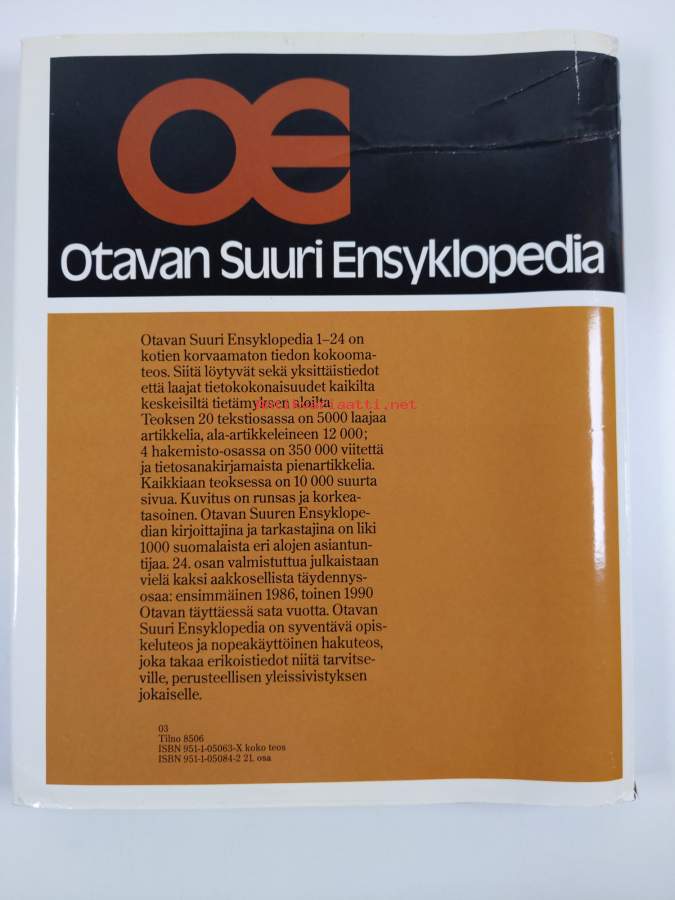 OE
Otavan Suuri Ensyklopedia
Otavan Suuri Ensyklopedia 1–24 on
kotien korvaamaton tiedon kokooma-
teos. Siitä löytyvät sekä yksittäistiedot
että laajat tietokokonaisuudet kaikilta
keskeisiltä tietämyksen aloilta.
antikvariaatti.net
Teoksen 20 tekstiosassa on 5000 laajaa
artikkelia, ala-artikkeleineen 12 000;
4 hakemisto-osassa on 350 000 viitettä
ja tietosanakirjamaista pienartikkelia.
Kaikkiaan teoksessa on 10 000 suurta
sivua. Kuvitus on runsas ja korkea-
tasoinen. Otavan Suuren Ensyklope-
dian kirjoittajina ja tarkastajina on liki
1000 suomalaista eri alojen asiantun-
tijaa. 24. osan valmistuttua julkaistaan
vielä kaksi aakkosellista täydennys-
osaa: ensimmäinen 1986, toinen 1990
Otavan täyttäessä sata vuotta. Otavan
Suuri Ensyklopedia on syventävä opis-
keluteos ja nopeakäyttöinen hakuteos,
joka takaa erikoistiedot niitä tarvitse-
ville, perusteellisen yleissivistyksen
jokaiselle.
03
Tilno 8506
ISBN 951-1-05063-X koko teos
ISBN 951-1-05084-2 21. osa